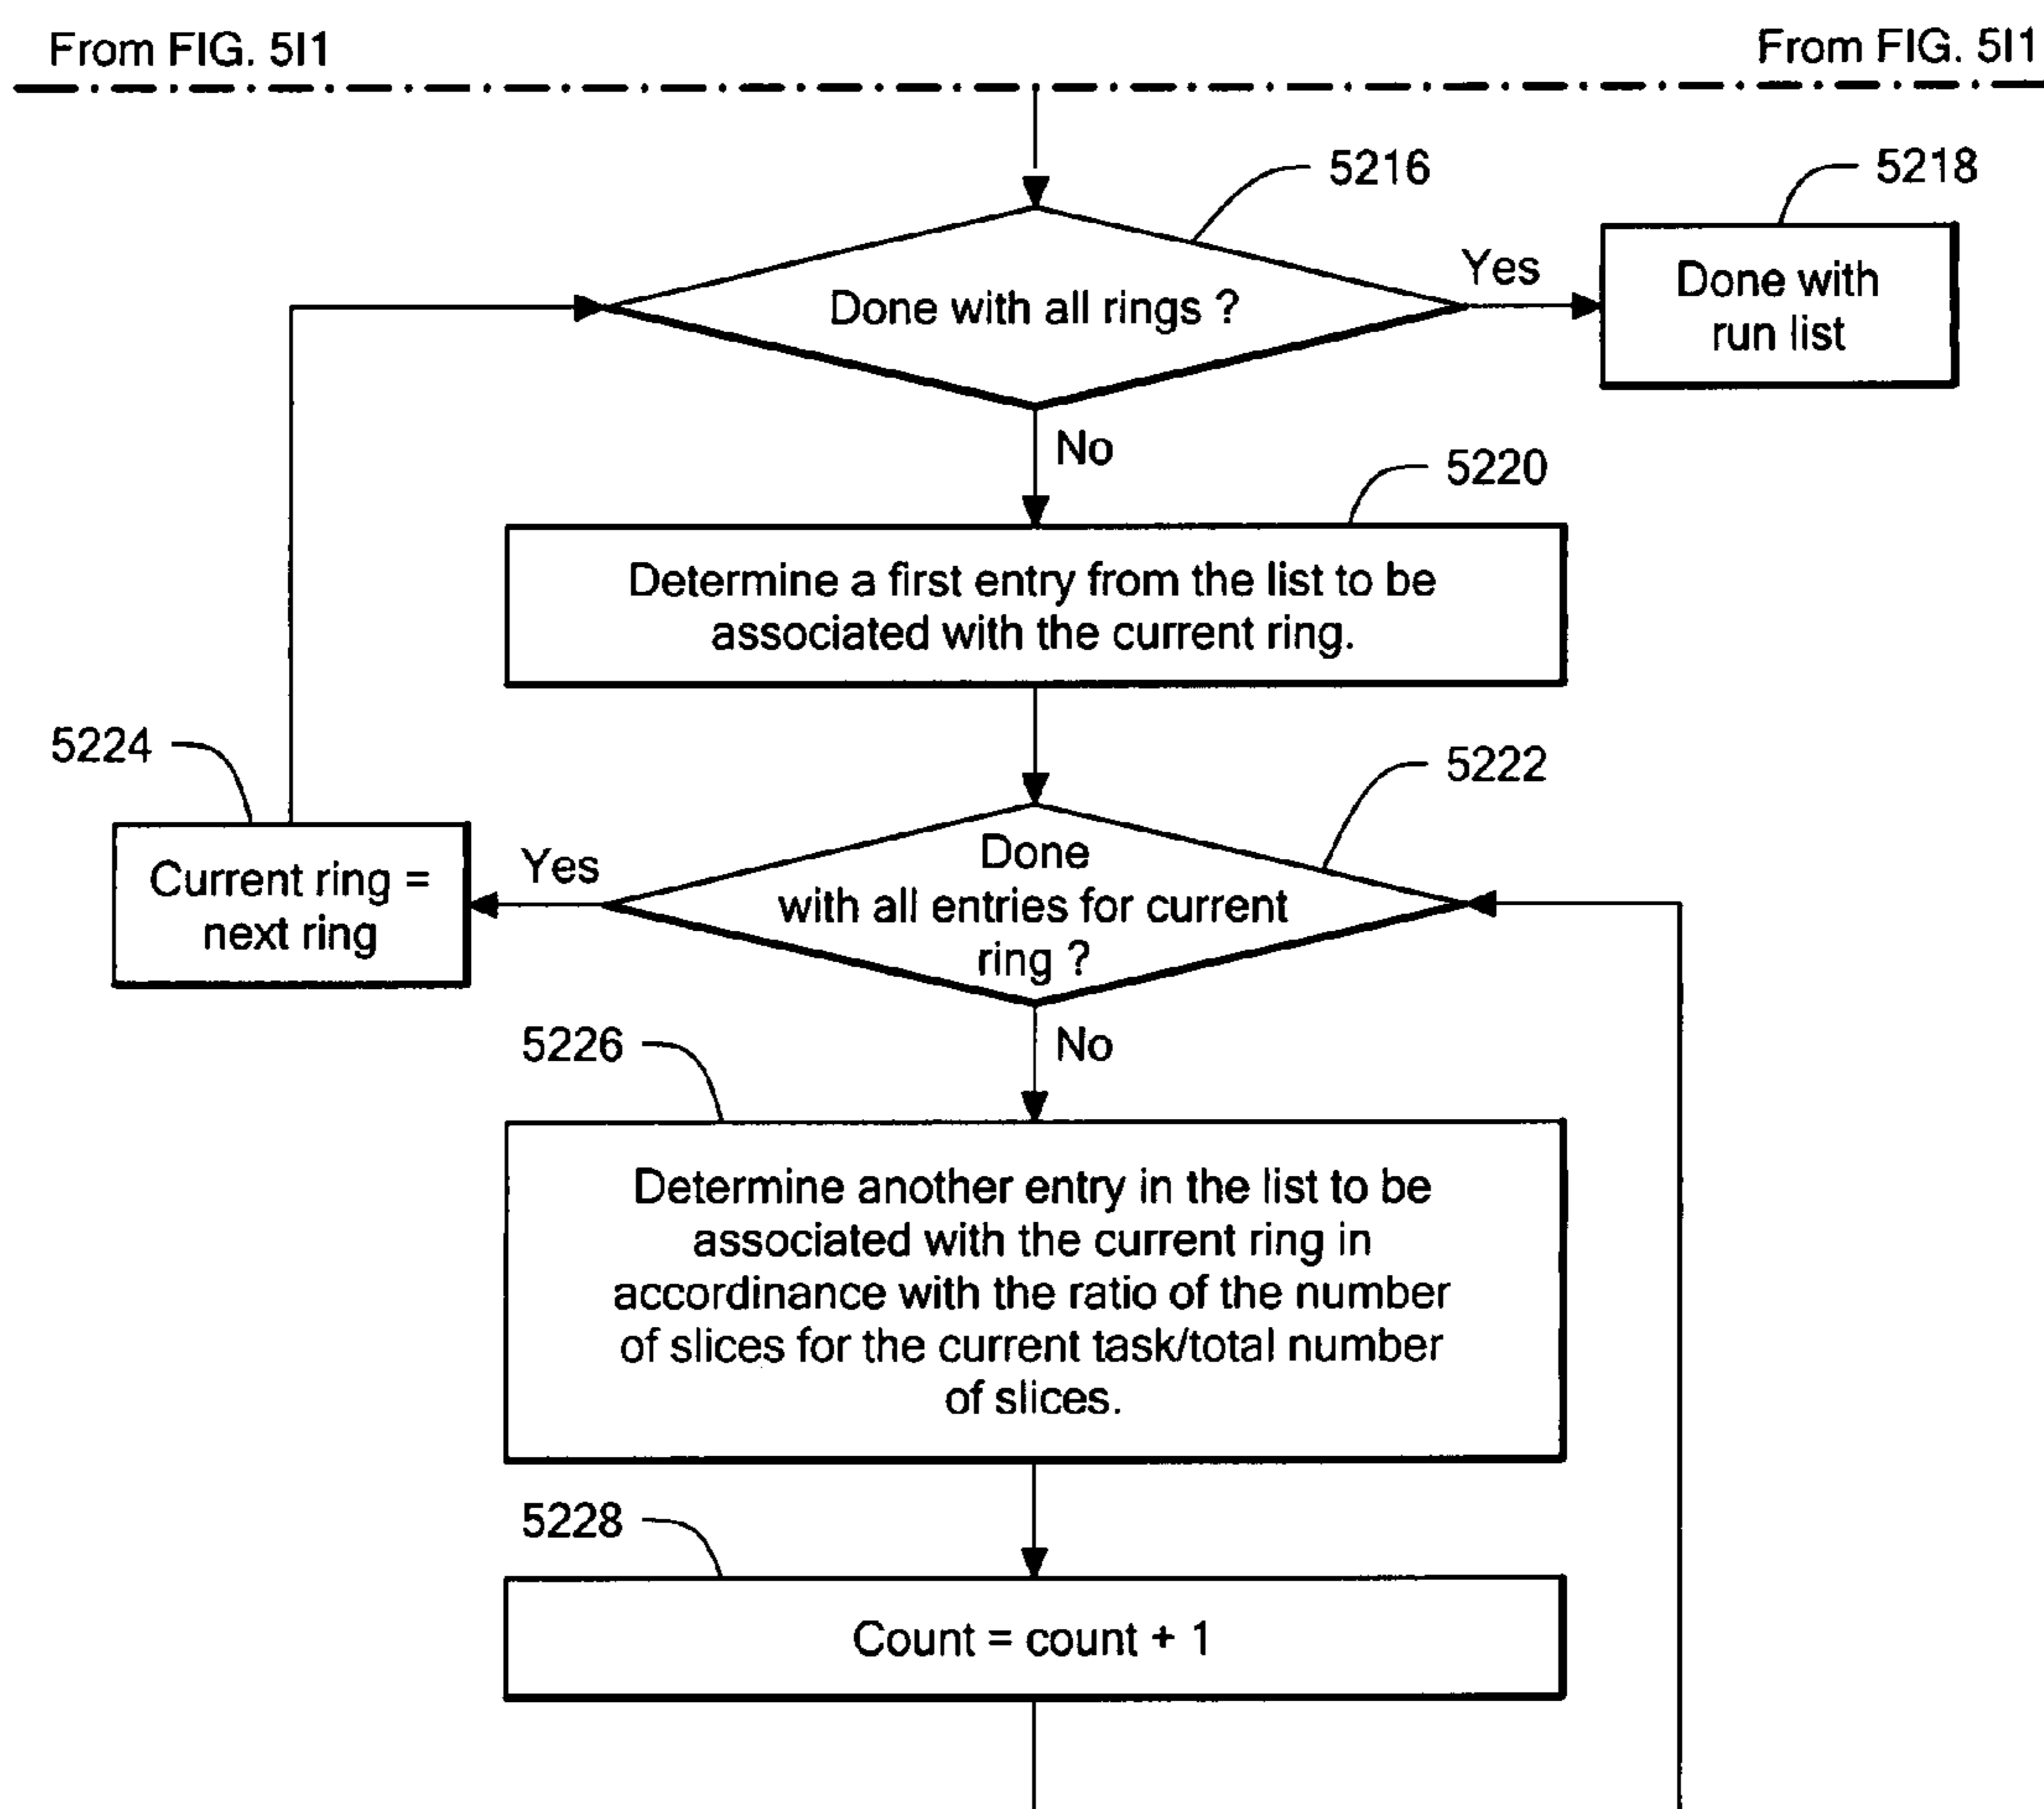 From FIG. 5I1
From FIG. 5I1
5216
5218
Done with all rings ?
Yes
Done with
run list
No
5220
Determine a first entry from the list to be
associated with the current ring.
5224
5222
Current ring =
next ring
Yes
Done
with all entries for current
ring ?
5226
No
Determine another entry in the list to be
associated with the current ring in
accordinance with the ratio of the number
of slices for the current task/total number
of slices.
5228
Count = count + 1